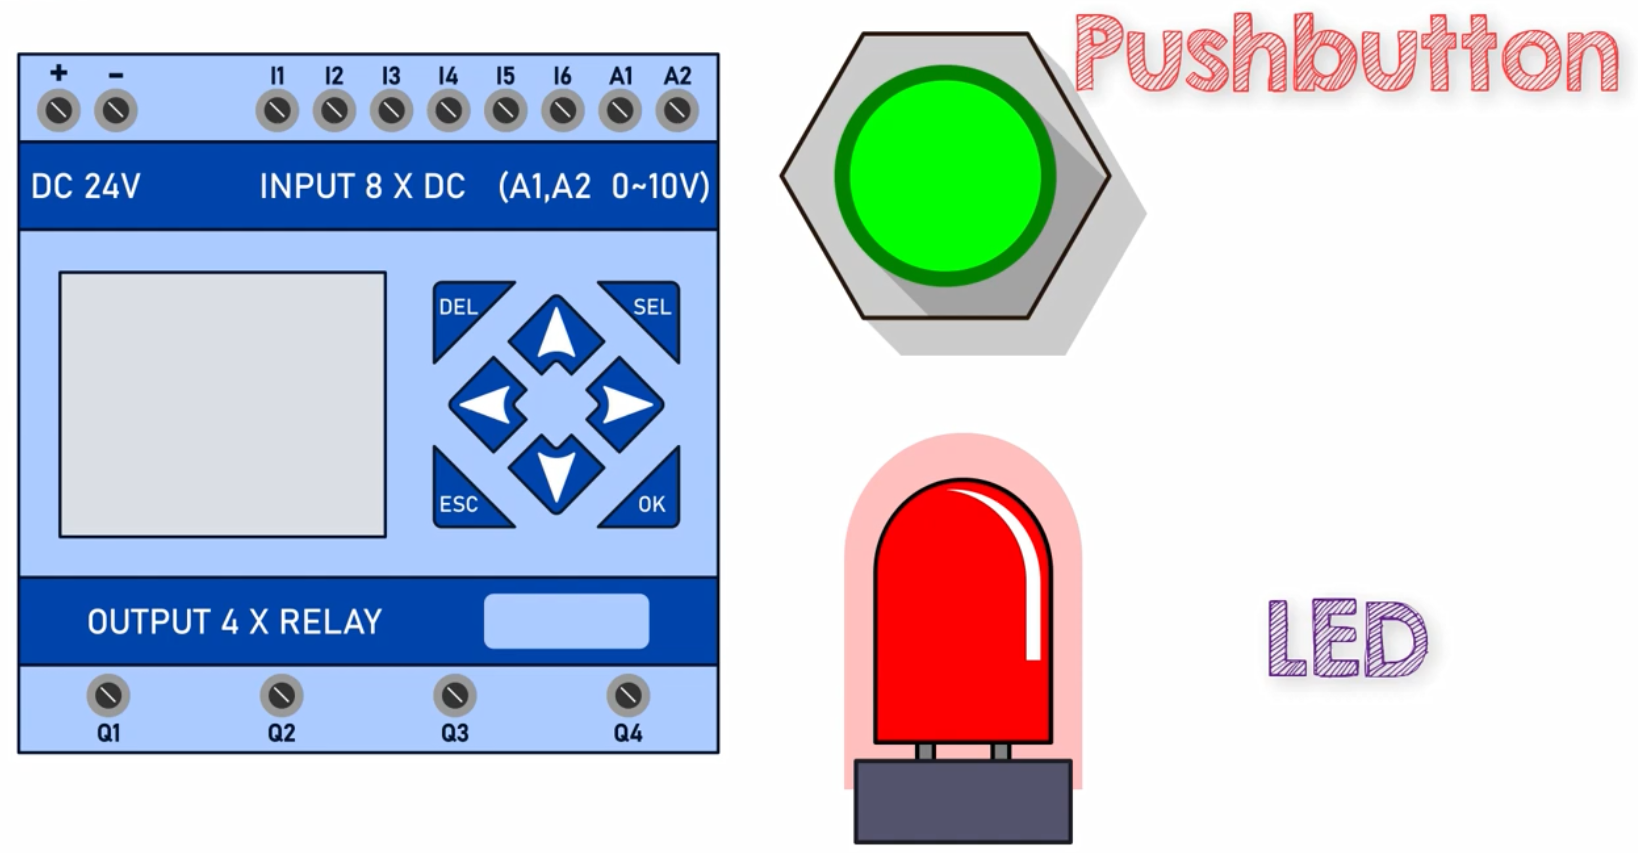 Pushbutton
+ - I1 I2 I3 I4 I5 I6 A1 A2
DC 24V INPUT 8 X DC (A1,A2 0~10V)
DEL SEL
ESC OK
OUTPUT 4 X RELAY
Q1 Q2 Q3 Q4
LED